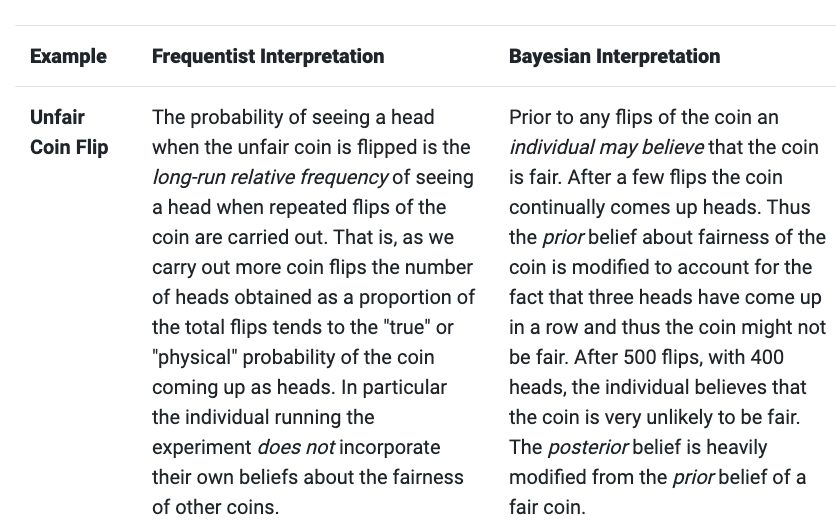 Example
Frequentist Interpretation
Bayesian Interpretation
Unfair
Coin Flip
The probability of seeing a head
when the unfair coin is flipped is the
long-run relative frequency of seeing
a head when repeated flips of the
coin are carried out. That is, as we
carry out more coin flips the number
of heads obtained as a proportion of
the total flips tends to the "true" or
"physical" probability of the coin
coming up as heads. In particular
the individual running the
experiment does not incorporate
their own beliefs about the fairness
of other coins.
Prior to any flips of the coin an
individual may believe that the coin
is fair. After a few flips the coin
continually comes up heads. Thus
the prior belief about fairness of the
coin is modified to account for the
fact that three heads have come up
in a row and thus the coin might not
be fair. After 500 flips, with 400
heads, the individual believes that
the coin is very unlikely to be fair.
The posterior belief is heavily
modified from the prior belief of a
fair coin.